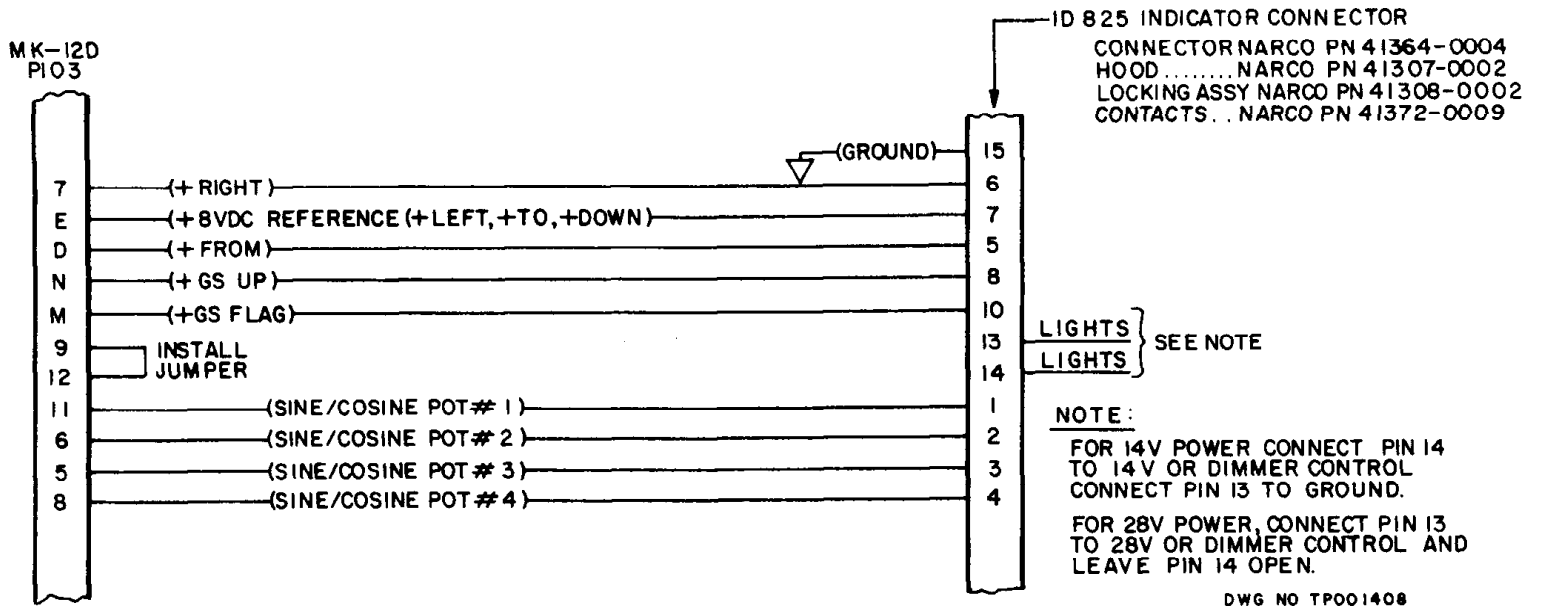 ID 825 INDICATOR CONNECTOR
CONNECTOR NARCO PN 41364-0004
HOOD........NARCO PN 41307-0002
LOCKING ASSY NARCO PN 41308-0002
CONTACTS.. NARCO PN 41372-0009
MK-12D
P103
(GROUND) 15
7 (+ RIGHT) 6
E (+8VDC REFERENCE (+LEFT,+TO,+DOWN) 7
D (+ FROM) 5
N (+ GS UP) 8
M (+GS FLAG) 10
9 INSTALL
12 JUMPER
13 LIGHTS
SEE NOTE
14 LIGHTS
11 (SINE/COSINE POT# 1) 1
6 (SINE/COSINE POT# 2) 2
5 (SINE/COSINE POT# 3) 3
8 (SINE/COSINE POT# 4) 4
NOTE:
FOR 14V POWER CONNECT PIN 14
TO 14V OR DIMMER CONTROL
CONNECT PIN 13 TO GROUND.
FOR 28V POWER, CONNECT PIN 13
TO 28V OR DIMMER CONTROL AND
LEAVE PIN 14 OPEN.
DWG NO TP001408